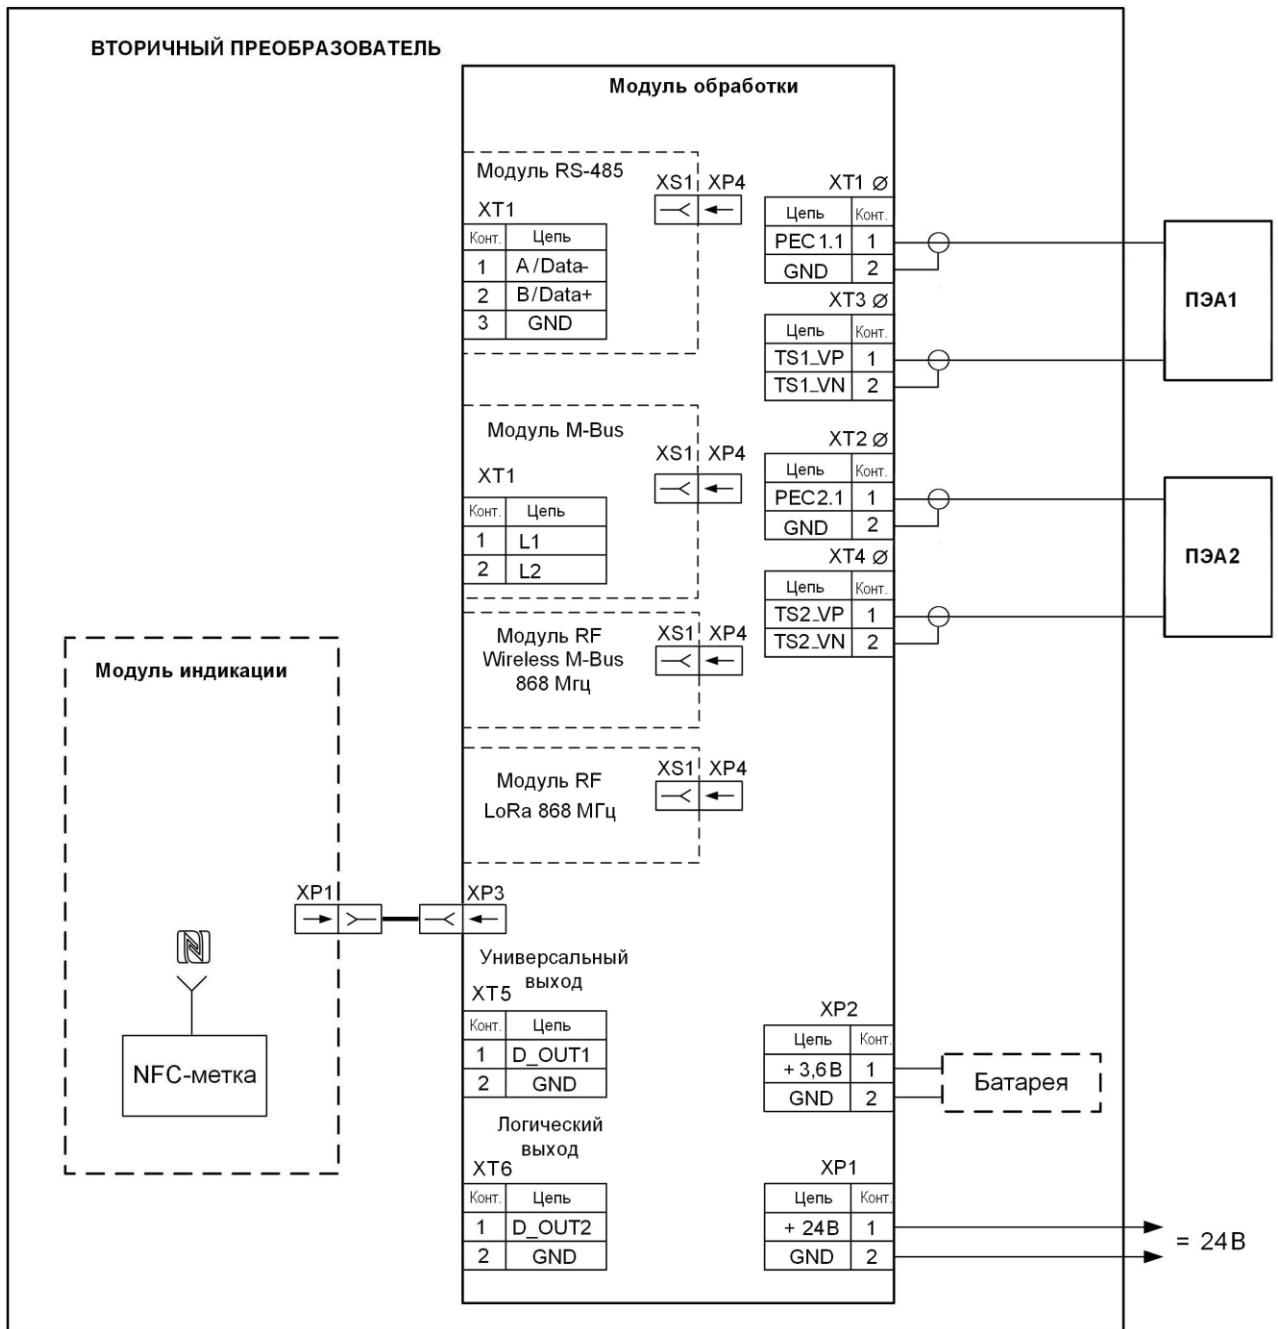 ВТОРИЧНЫЙ ПРЕОБРАЗОВАТЕЛЬ
Модуль обработки
Модуль RS-485
XS1 XP4
XT1
Конт. Цепь
1 A/Data-
2 B/Data+
3 GND
XT1 ∅
Цепь Конт.
PEC1.1 1
GND 2
XT3 ∅
Цепь Конт.
TS1_VP 1
TS1_VN 2
ПЭА1
Модуль M-Bus
XS1 XP4
XT1
Конт. Цепь
1 L1
2 L2
XT2 ∅
Цепь Конт.
PEC2.1 1
GND 2
XT4 ∅
Цепь Конт.
TS2_VP 1
TS2_VN 2
ПЭА2
Модуль RF
Wireless M-Bus
868 Мгц
XS1 XP4
Модуль RF
LoRa 868 МГц
XS1 XP4
Модуль индикации
XP1
XP3
NFC-метка
Универсальный
выход
XT5
Конт. Цепь
1 D_OUT1
2 GND
Логический
выход
XT6
Конт. Цепь
1 D_OUT2
2 GND
XP2
Цепь Конт.
+ 3,6В 1
GND 2
Батарея
XP1
Цепь Конт.
+ 24В 1
GND 2
= 24В